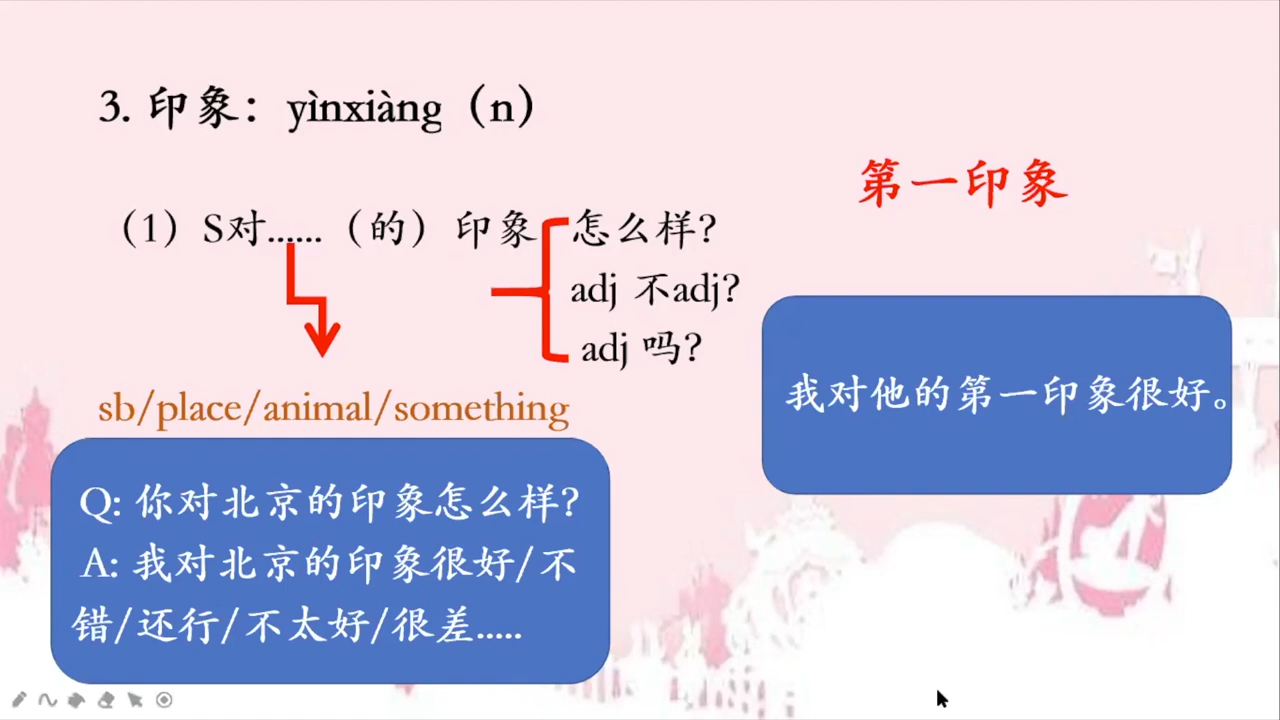 3. 印象：yìnxiàng（n）
第一印象
（1）S对......（的）印象 怎么样？
adj 不adj？
adj 吗？
sb/place/animal/something
我对他的第一印象很好。
Q: 你对北京的印象怎么样？
A: 我对北京的印象很好/不
错/还行/不太好/很差.....